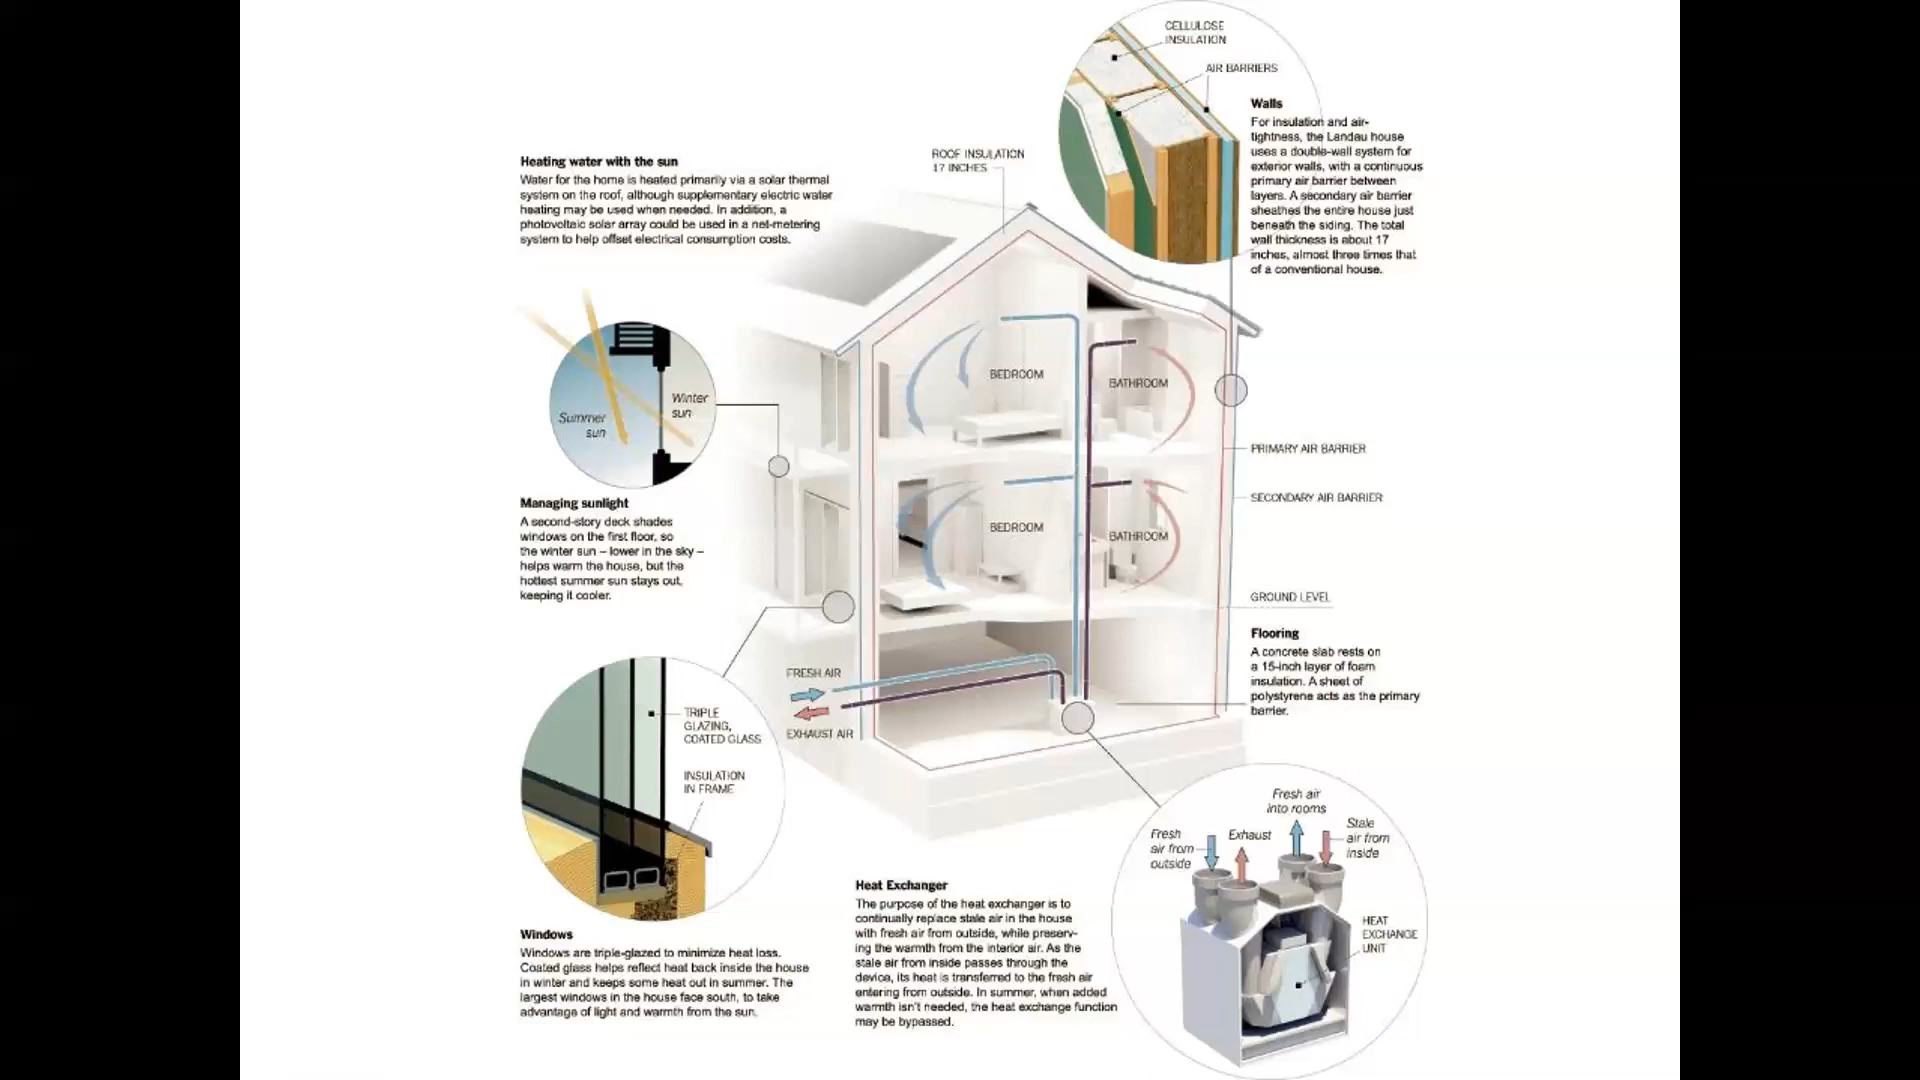 CELLULOSE
INSULATION
AIR BARRIERS
Walls
For insulation and air-
tightness, the Landau house
uses a double-wall system for
exterior walls, with a continuous
primary air barrier between
layers. A secondary air barrier
sheathes the entire house just
beneath the siding. The total
wall thickness is about 17
inches, almost three times that
of a conventional house.
ROOF INSULATION
17 INCHES
Heating water with the sun
Water for the home is heated primarily via a solar thermal
system on the roof, although supplementary electric water
heating may be used when needed. In addition, a
photovoltaic solar array could be used in a net-metering
system to help offset electrical consumption costs.
Summer
sun
Winter
sun
Managing sunlight
A second-story deck shades
windows on the first floor, so
the winter sun – lower in the sky –
helps warm the house, but the
hottest summer sun stays out,
keeping it cooler.
BEDROOM
BATHROOM
BEDROOM
BATHROOM
PRIMARY AIR BARRIER
SECONDARY AIR BARRIER
GROUND LEVEL
Flooring
A concrete slab rests on
a 15-inch layer of foam
insulation. A sheet of
polystyrene acts as the primary
barrier.
FRESH AIR
EXHAUST AIR
TRIPLE
GLAZING,
COATED GLASS
INSULATION
IN FRAME
Windows
Windows are triple-glazed to minimize heat loss.
Coated glass helps reflect heat back inside the house
in winter and keeps some heat out in summer. The
largest windows in the house face south, to take
advantage of light and warmth from the sun.
Heat Exchanger
The purpose of the heat exchanger is to
continually replace stale air in the house
with fresh air from outside, while preserv-
ing the warmth from the interior air. As the
stale air from inside passes through the
device, its heat is transferred to the fresh air
entering from outside. In summer, when added
warmth isn't needed, the heat exchange function
may be bypassed.
Fresh
air from
outside
Exhaust
Fresh air
into rooms
Stale
air from
inside
HEAT
EXCHANGE
UNIT